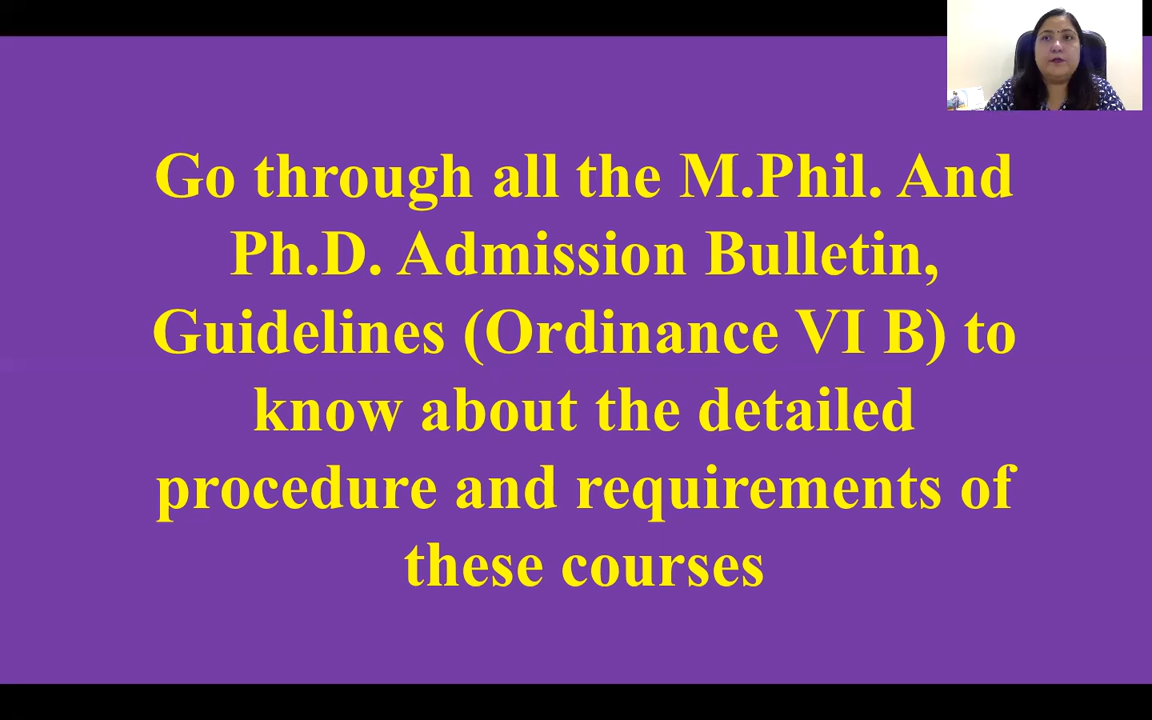 Go through all the M.Phil. And
Ph.D. Admission Bulletin,
Guidelines (Ordinance VI B) to
know about the detailed
procedure and requirements of
these courses